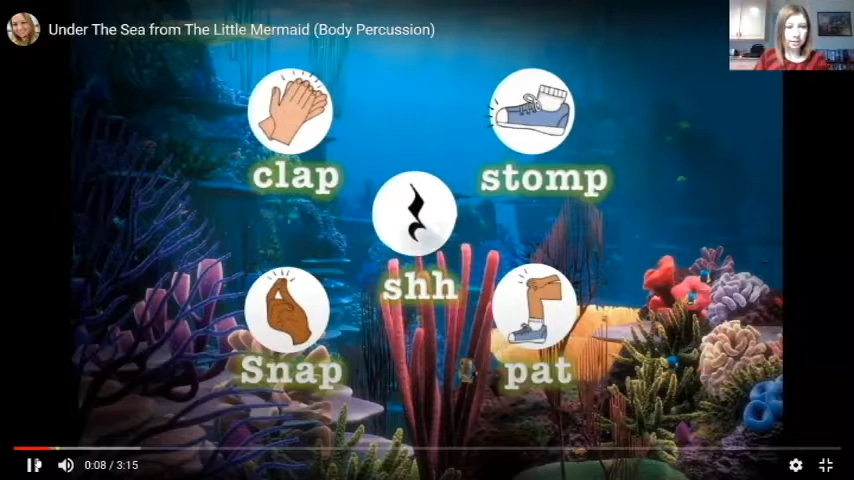 Under The Sea from The Little Mermaid (Body Percussion)
clap
stomp
shh
Snap
pat
0:08 / 3:15